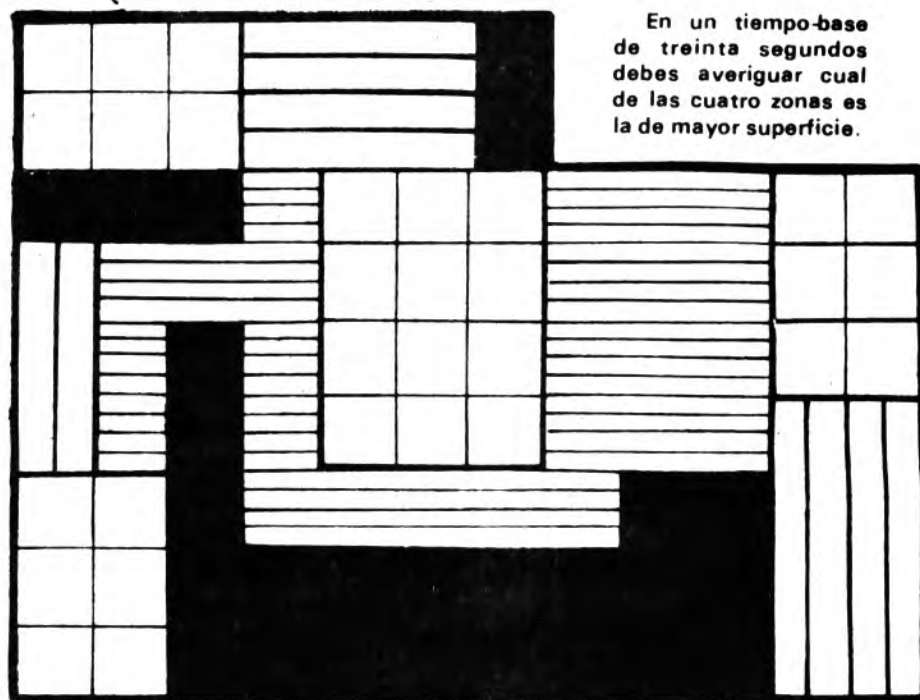 En un tiempo-base
de treinta segundos
debes averiguar cual
de las cuatro zonas es
la de mayor superficie.